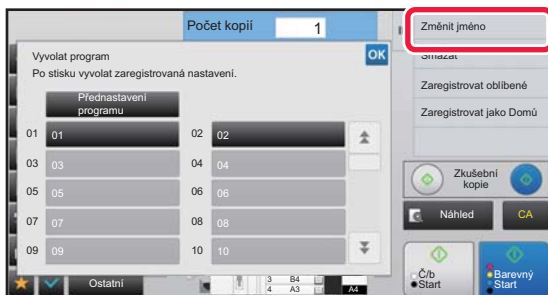 Počet kopií 1
Změnit jméno
Vyvolat program
OK
Po stisku vyvolat zaregistrovaná nastavení.
Smazat
Zaregistrovat oblíbené
Zaregistrovat jako Domů
Přednastavení
programu
01 01 02 02
03 03 04 04
05 05 06 06
07 07 08 08
09 09 10 10
Zkušební
kopie
Náhled CA
Č/b
Start
Barevný
Start
Ostatní
3 B4
4 A3
A4